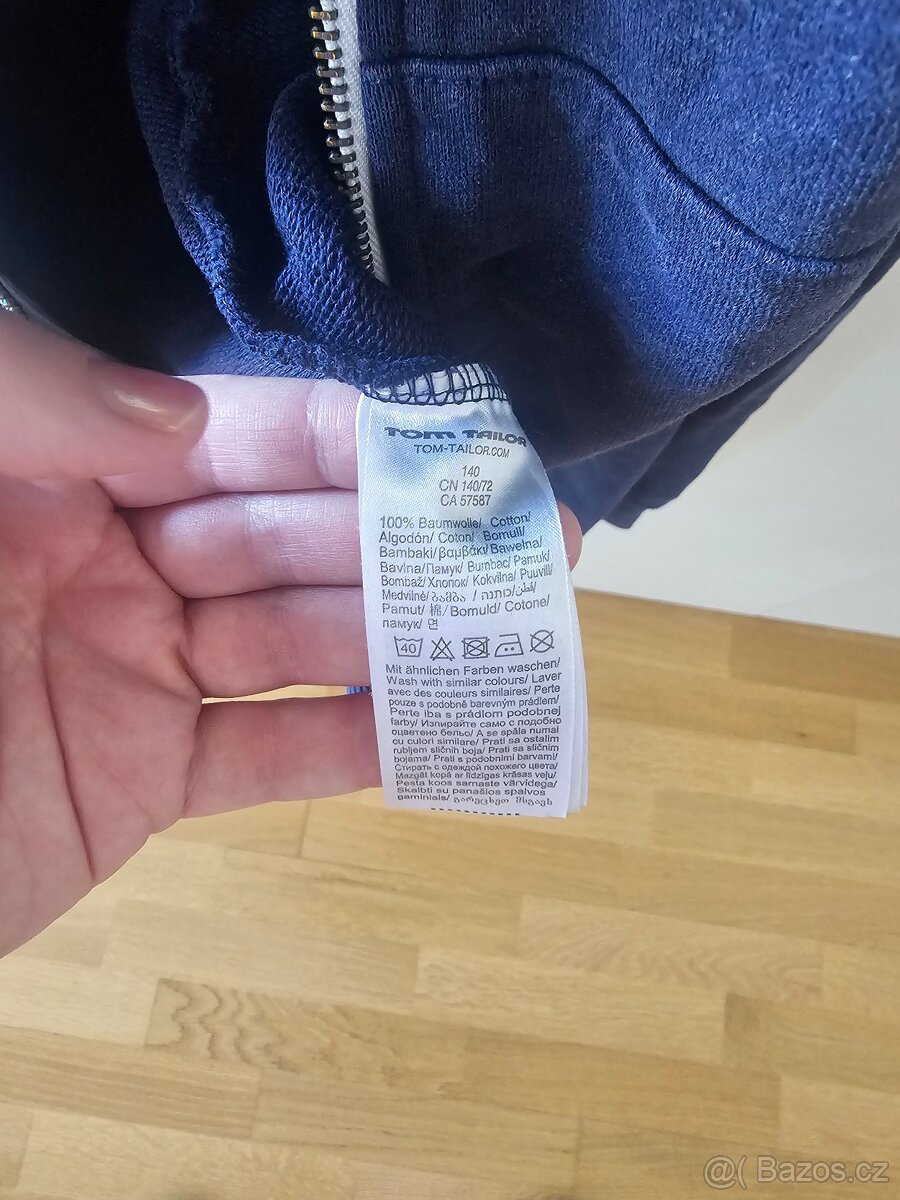 TOM TAILOR
TOM-TAILOR.COM
140
CN 140/72
CA 57587
100% Baumwolle/ Cotton/
Algodón/ Coton/ Bomull/
Bambaki/βαμβάκι/Bawełna/
Bavlna/Памук/ Bumbac/ Pamuk/
Bombaž/Хлопок/ Kokvilna/ Puuvill/
Medvilnė/ ბამბა / כותנה/قطن/
Pamut/ 棉/ Bomuld/ Cotone/
памук/ 면
40
Mit ähnlichen Farben waschen/
Wash with similar colours/ Laver
avec des couleurs similaires/ Perte
pouze s podobně barevným prádlem/
Perte iba s prádlom podobnej
farby/ Изпирайте само с подобно
оцветено бельо/ A se spăla numai
cu culori similare/ Prati sa ostalim
rubljem sličnih boja/ Prati sa sličnim
bojama/ Prati s podobnimi barvami/
Стирать с одеждой похожего цвета/
Mazgāt kopā ar līdzīgas krāsas veļu/
Pesta koos sarnaste värvidega/
Skalbti su panašios spalvos
gaminiais/ გარეცხეთ მსგავს
@( Bazos.cz